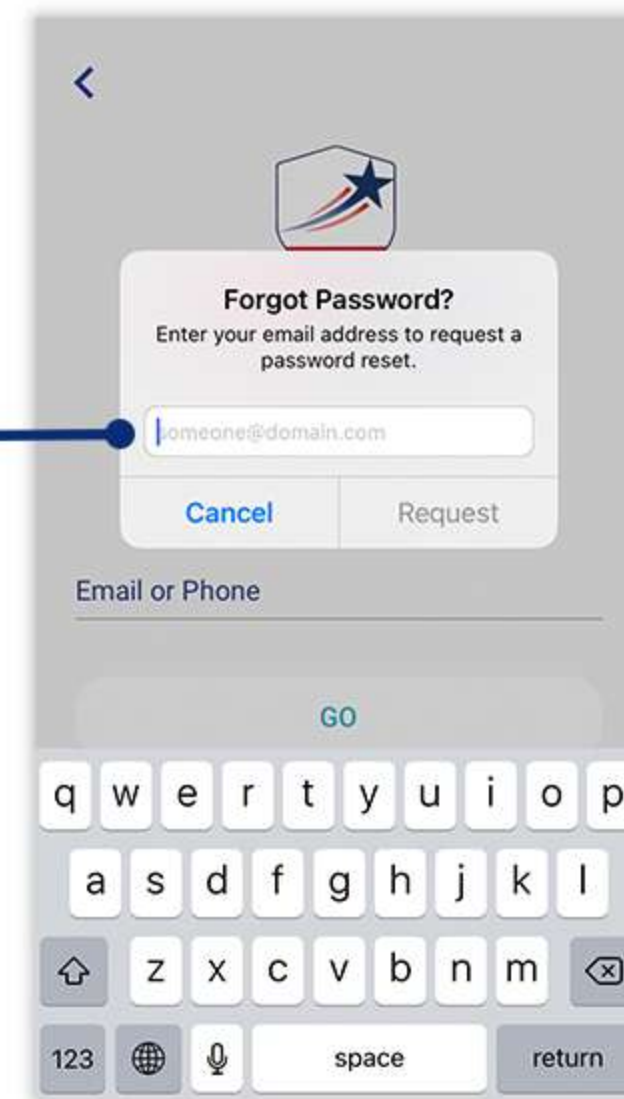 Forgot Password?
Enter your email address to request a
password reset.
someone@domain.com
Cancel Request
Email or Phone
GO
q w e r t y u i o p
a s d f g h j k l
z x c v b n m
123 space return